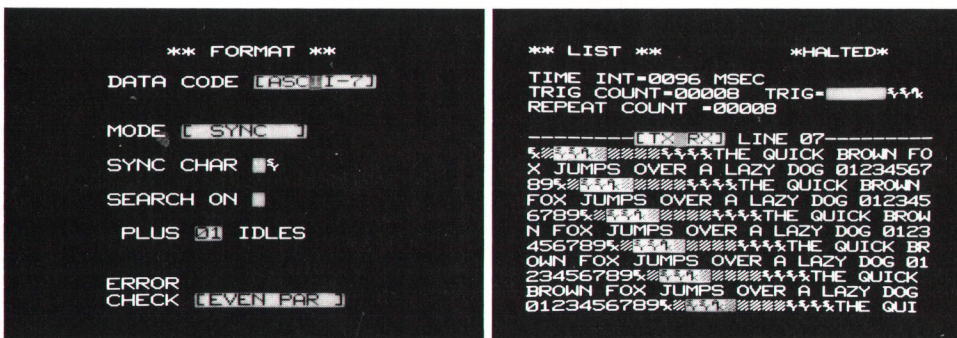 ** FORMAT **
DATA CODE [ASCII-7]
MODE [ SYNC ]
SYNC CHAR
SEARCH ON
PLUS 01 IDLES
ERROR
CHECK [EVEN PAR ]
** LIST ** *HALTED*
TIME INT=0096 MSEC
TRIG COUNT=00008 TRIG=
REPEAT COUNT =00008
----------[TX RX] LINE 07----------
THE QUICK BROWN FO
X JUMPS OVER A LAZY DOG 01234567
89 THE QUICK BROWN
FOX JUMPS OVER A LAZY DOG 012345
6789 THE QUICK BROW
N FOX JUMPS OVER A LAZY DOG 0123
456789 THE QUICK BR
OWN FOX JUMPS OVER A LAZY DOG 01
23456789 THE QUICK
BROWN FOX JUMPS OVER A LAZY DOG
0123456789 THE QUI